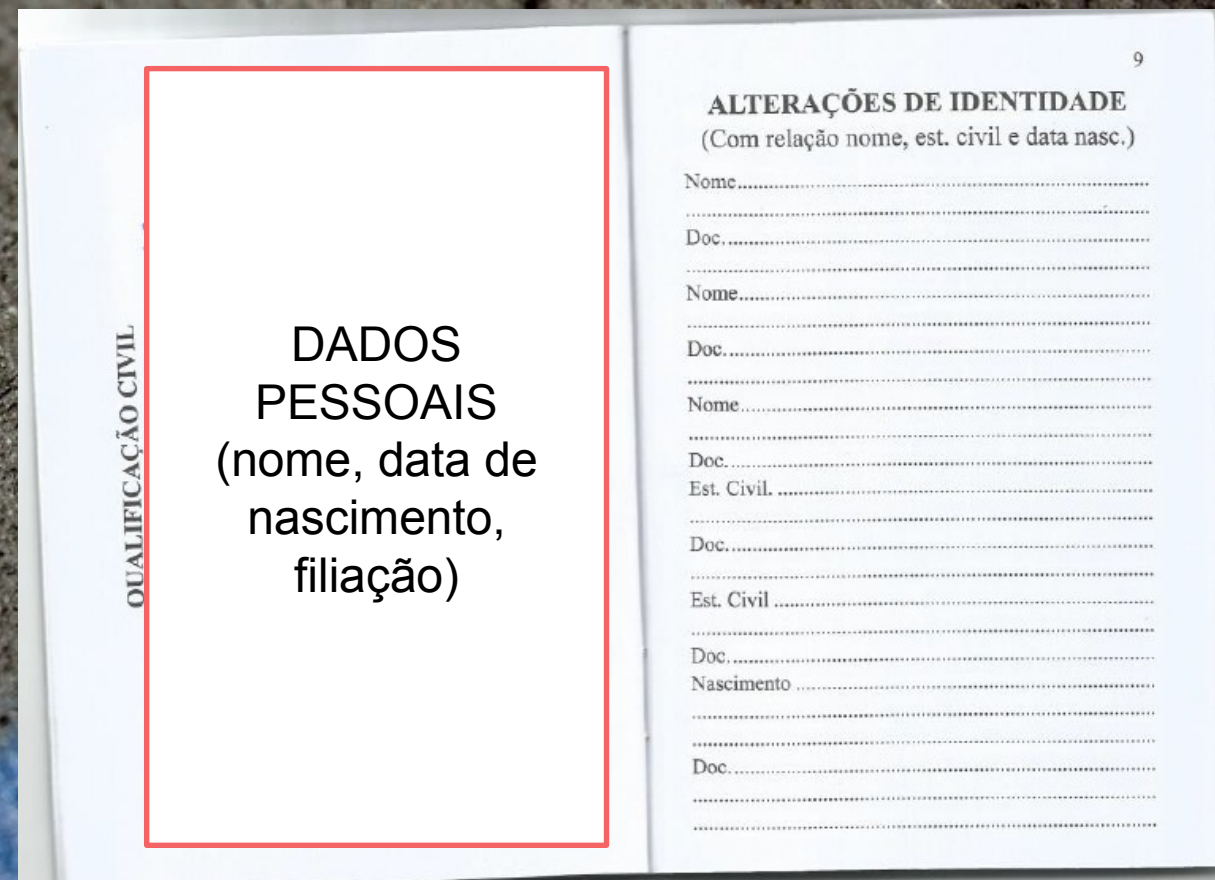 QUALIFICAÇÃO CIVIL
DADOS
PESSOAIS
(nome, data de
nascimento,
filiação)
9
ALTERAÇÕES DE IDENTIDADE
(Com relação nome, est. civil e data nasc.)
Nome
Doc.
Nome
Doc.
Nome
Doc.
Est. Civil.
Doc.
Est. Civil
Doc.
Nascimento
Doc.